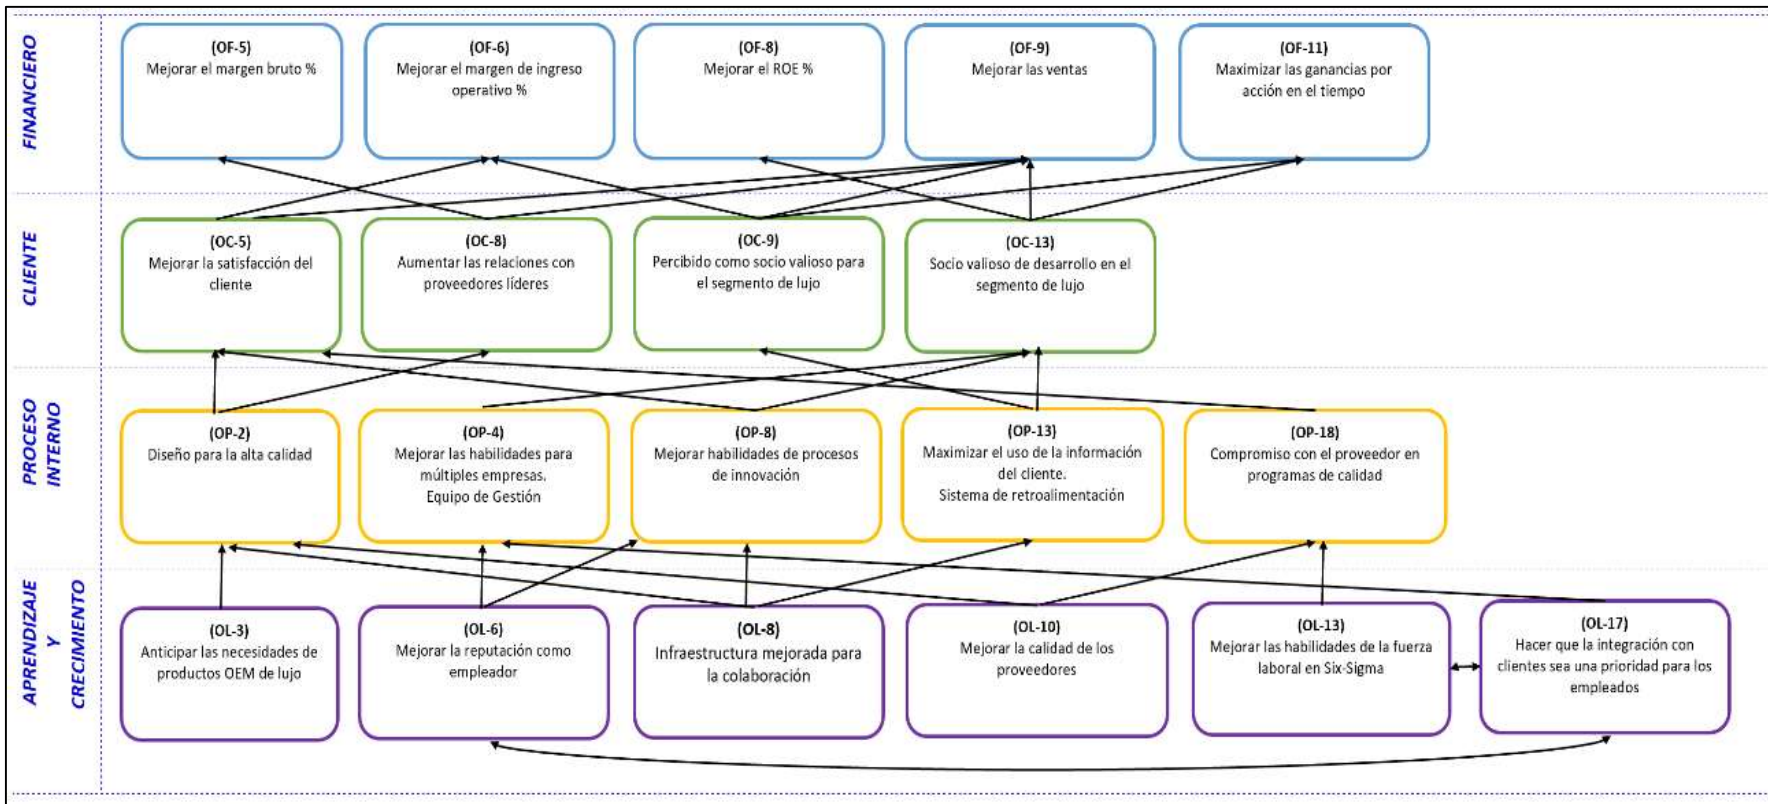 FINANCIERO
(OF-5)
Mejorar el margen bruto %
(OF-6)
Mejorar el margen de ingreso
operativo %
(OF-8)
Mejorar el ROE %
(OF-9)
Mejorar las ventas
(OF-11)
Maximizar las ganancias por
acción en el tiempo
CLIENTE
(OC-5)
Mejorar la satisfacción del
cliente
(OC-8)
Aumentar las relaciones con
proveedores líderes
(OC-9)
Percibido como socio valioso para
el segmento de lujo
(OC-13)
Socio valioso de desarrollo en el
segmento de lujo
PROCESO
INTERNO
(OP-2)
Diseño para la alta calidad
(OP-4)
Mejorar las habilidades para
múltiples empresas.
Equipo de Gestión
(OP-8)
Mejorar habilidades de procesos
de innovación
(OP-13)
Maximizar el uso de la información
del cliente.
Sistema de retroalimentación
(OP-18)
Compromiso con el proveedor en
programas de calidad
APRENDIZAJE
Y
CRECIMIENTO
(OL-3)
Anticipar las necesidades de
productos OEM de lujo
(OL-6)
Mejorar la reputación como
empleador
(OL-8)
Infraestructura mejorada para
la colaboración
(OL-10)
Mejorar la calidad de los
proveedores
(OL-13)
Mejorar las habilidades de la fuerza
laboral en Six-Sigma
(OL-17)
Hacer que la integración con
clientes sea una prioridad para los
empleados